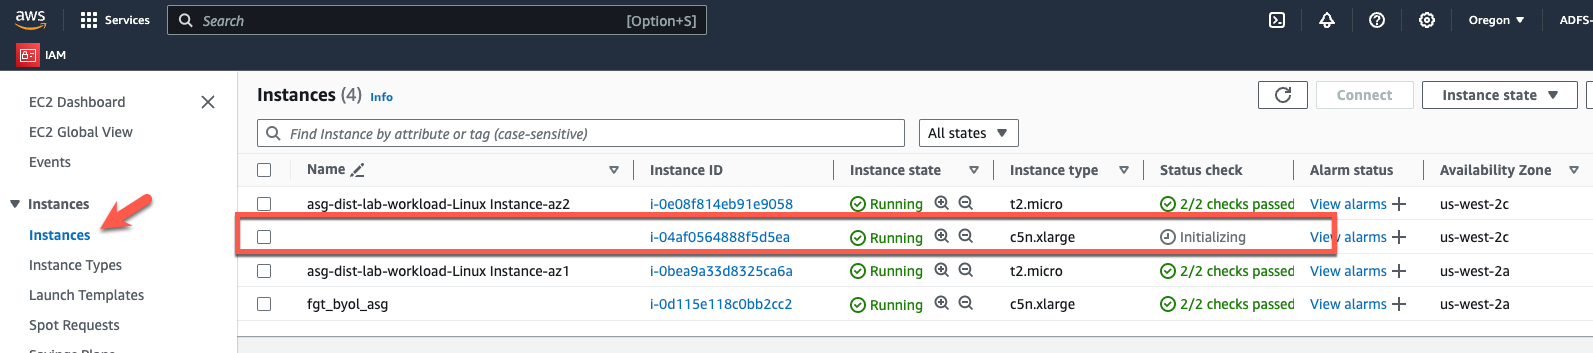 aws Services Search [Option+S] Oregon ADFS-
IAM
EC2 Dashboard
EC2 Global View
Events
Instances
Instances
Instance Types
Launch Templates
Spot Requests
Savings Plans
Instances (4) Info Connect Instance state
Find Instance by attribute or tag (case-sensitive) All states
Name Instance ID Instance state Instance type Status check Alarm status Availability Zone
asg-dist-lab-workload-Linux Instance-az2 i-0e08f814eb91e9058 Running t2.micro 2/2 checks passed View alarms us-west-2c
i-04af0564888f5d5ea Running c5n.xlarge Initializing View alarms us-west-2c
asg-dist-lab-workload-Linux Instance-az1 i-0bea9a33d8325ca6a Running t2.micro 2/2 checks passed View alarms us-west-2a
fgt_byol_asg i-0d115e118c0bb2cc2 Running c5n.xlarge 2/2 checks passed View alarms us-west-2a